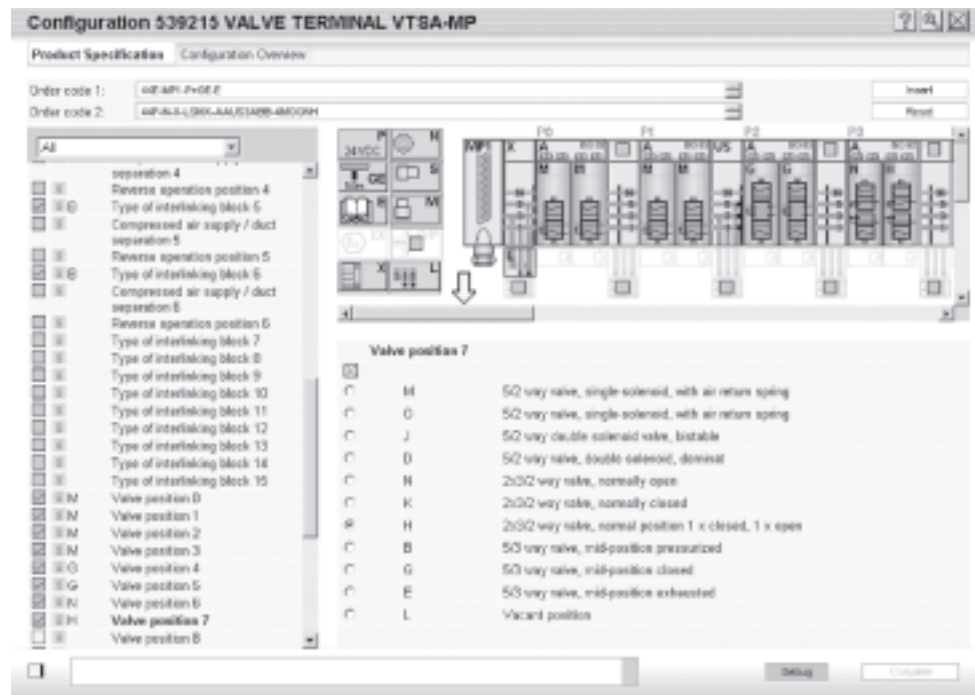 Configuration 539215 VALVE TERMINAL VTSA-MP
Product Specification Configuration Overview
Order code 1:
Insert
Order code 2:
Reset
All
separation 4
Reverse operation position 4
B Type of interlinking block 5
Compressed air supply / duct
separation 5
Reverse operation position 5
B Type of interlinking block 6
Compressed air supply / duct
separation 6
Reverse operation position 6
Type of interlinking block 7
Type of interlinking block 8
Type of interlinking block 9
Type of interlinking block 10
Type of interlinking block 11
Type of interlinking block 12
Type of interlinking block 13
Type of interlinking block 14
Type of interlinking block 15
M Valve position 0
M Valve position 1
M Valve position 2
M Valve position 3
G Valve position 4
G Valve position 5
N Valve position 6
H Valve position 7
Valve position 8
P N
24VDC
GE S
M
X L
P0 P1 P2 P3
MP1 X A A VS A A
M M M M G G N H
Valve position 7
M 5/2 way valve, single-solenoid, with air return spring
O 5/2 way valve, single-solenoid, with air return spring
J 5/2 way double solenoid valve, bistable
D 5/2 way valve, double solenoid, dominat
N 2x3/2 way valve, normally open
K 2x3/2 way valve, normally closed
H 2x3/2 way valve, normal position 1 x closed, 1 x open
B 5/3 way valve, mid-position pressurized
G 5/3 way valve, mid-position closed
E 5/3 way valve, mid-position exhausted
L Vacant position
Debug
Complete